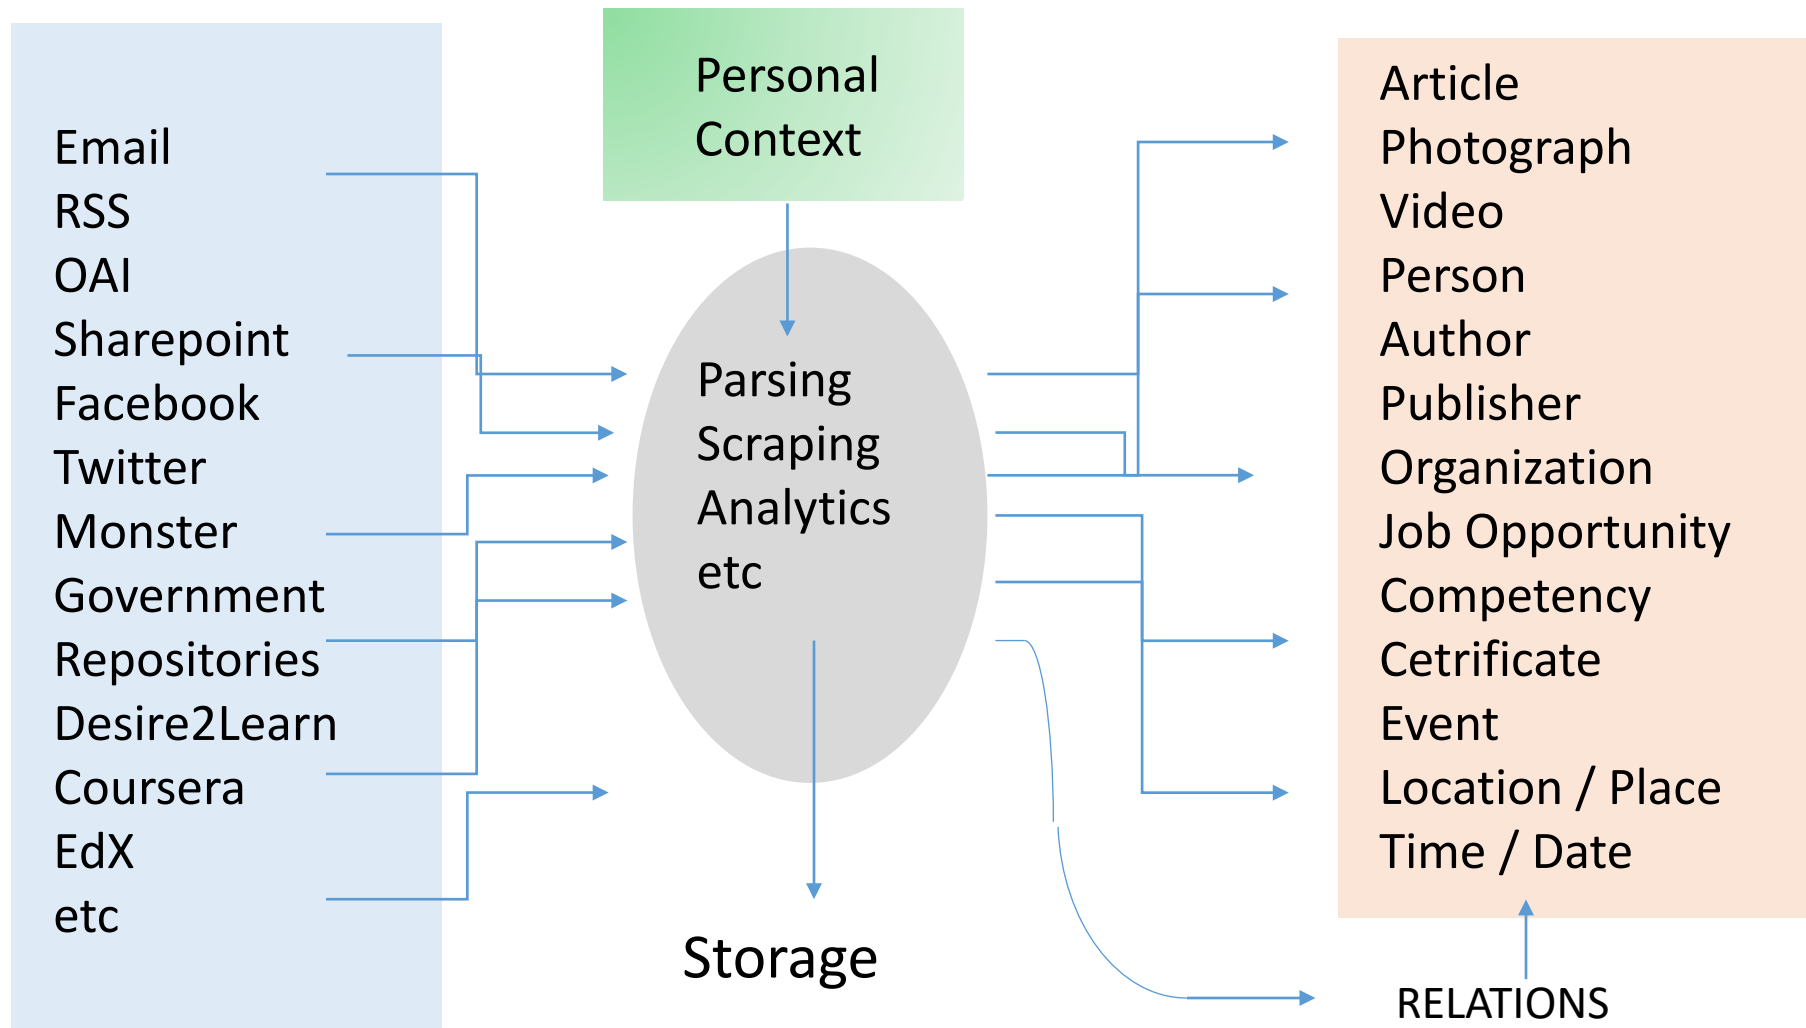 Email
RSS
OAI
Sharepoint
Facebook
Twitter
Monster
Government
Repositories
Desire2Learn
Coursera
EdX
etc
Personal
Context
Parsing
Scraping
Analytics
etc
Storage
Article
Photograph
Video
Person
Author
Publisher
Organization
Job Opportunity
Competency
Cetrificate
Event
Location / Place
Time / Date
RELATIONS